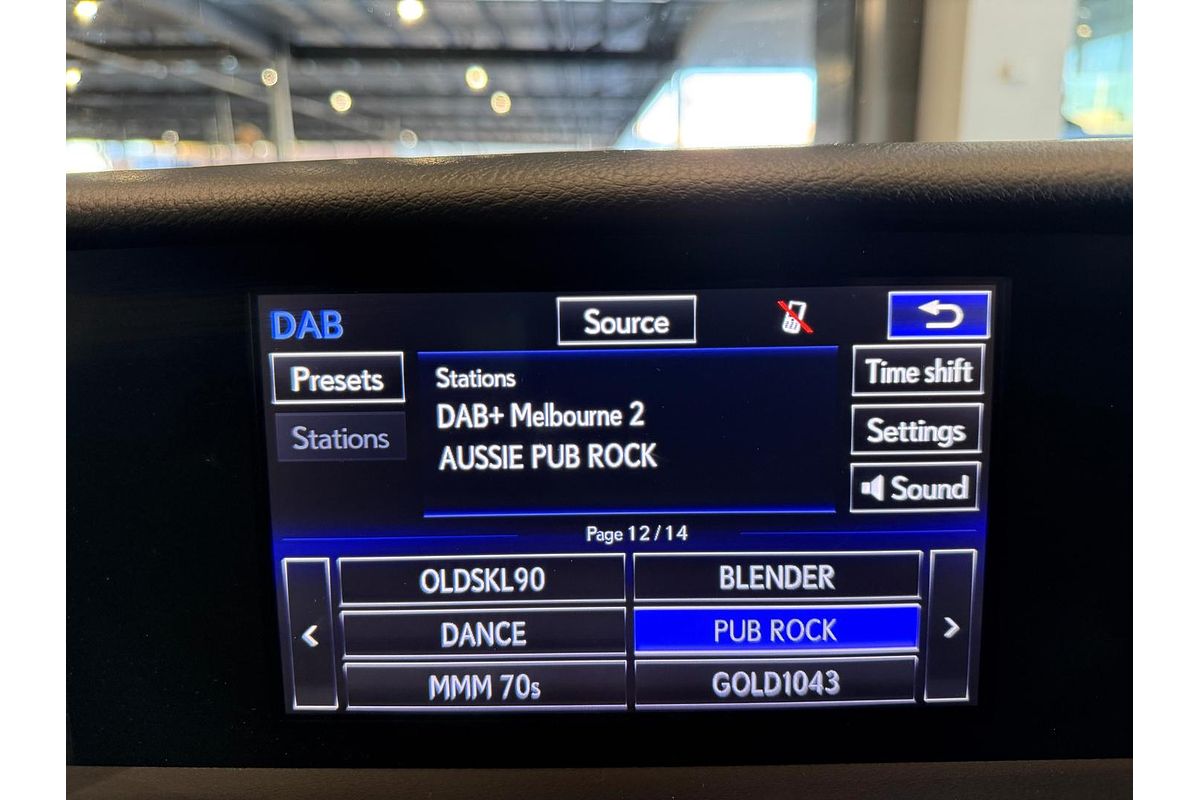 DAB
Source
Presets
Stations
Stations
DAB+ Melbourne 2
AUSSIE PUB ROCK
Time shift
Settings
Sound
Page 12/14
< OLDSKL90 BLENDER >
DANCE PUB ROCK
MMM 70s GOLD1043